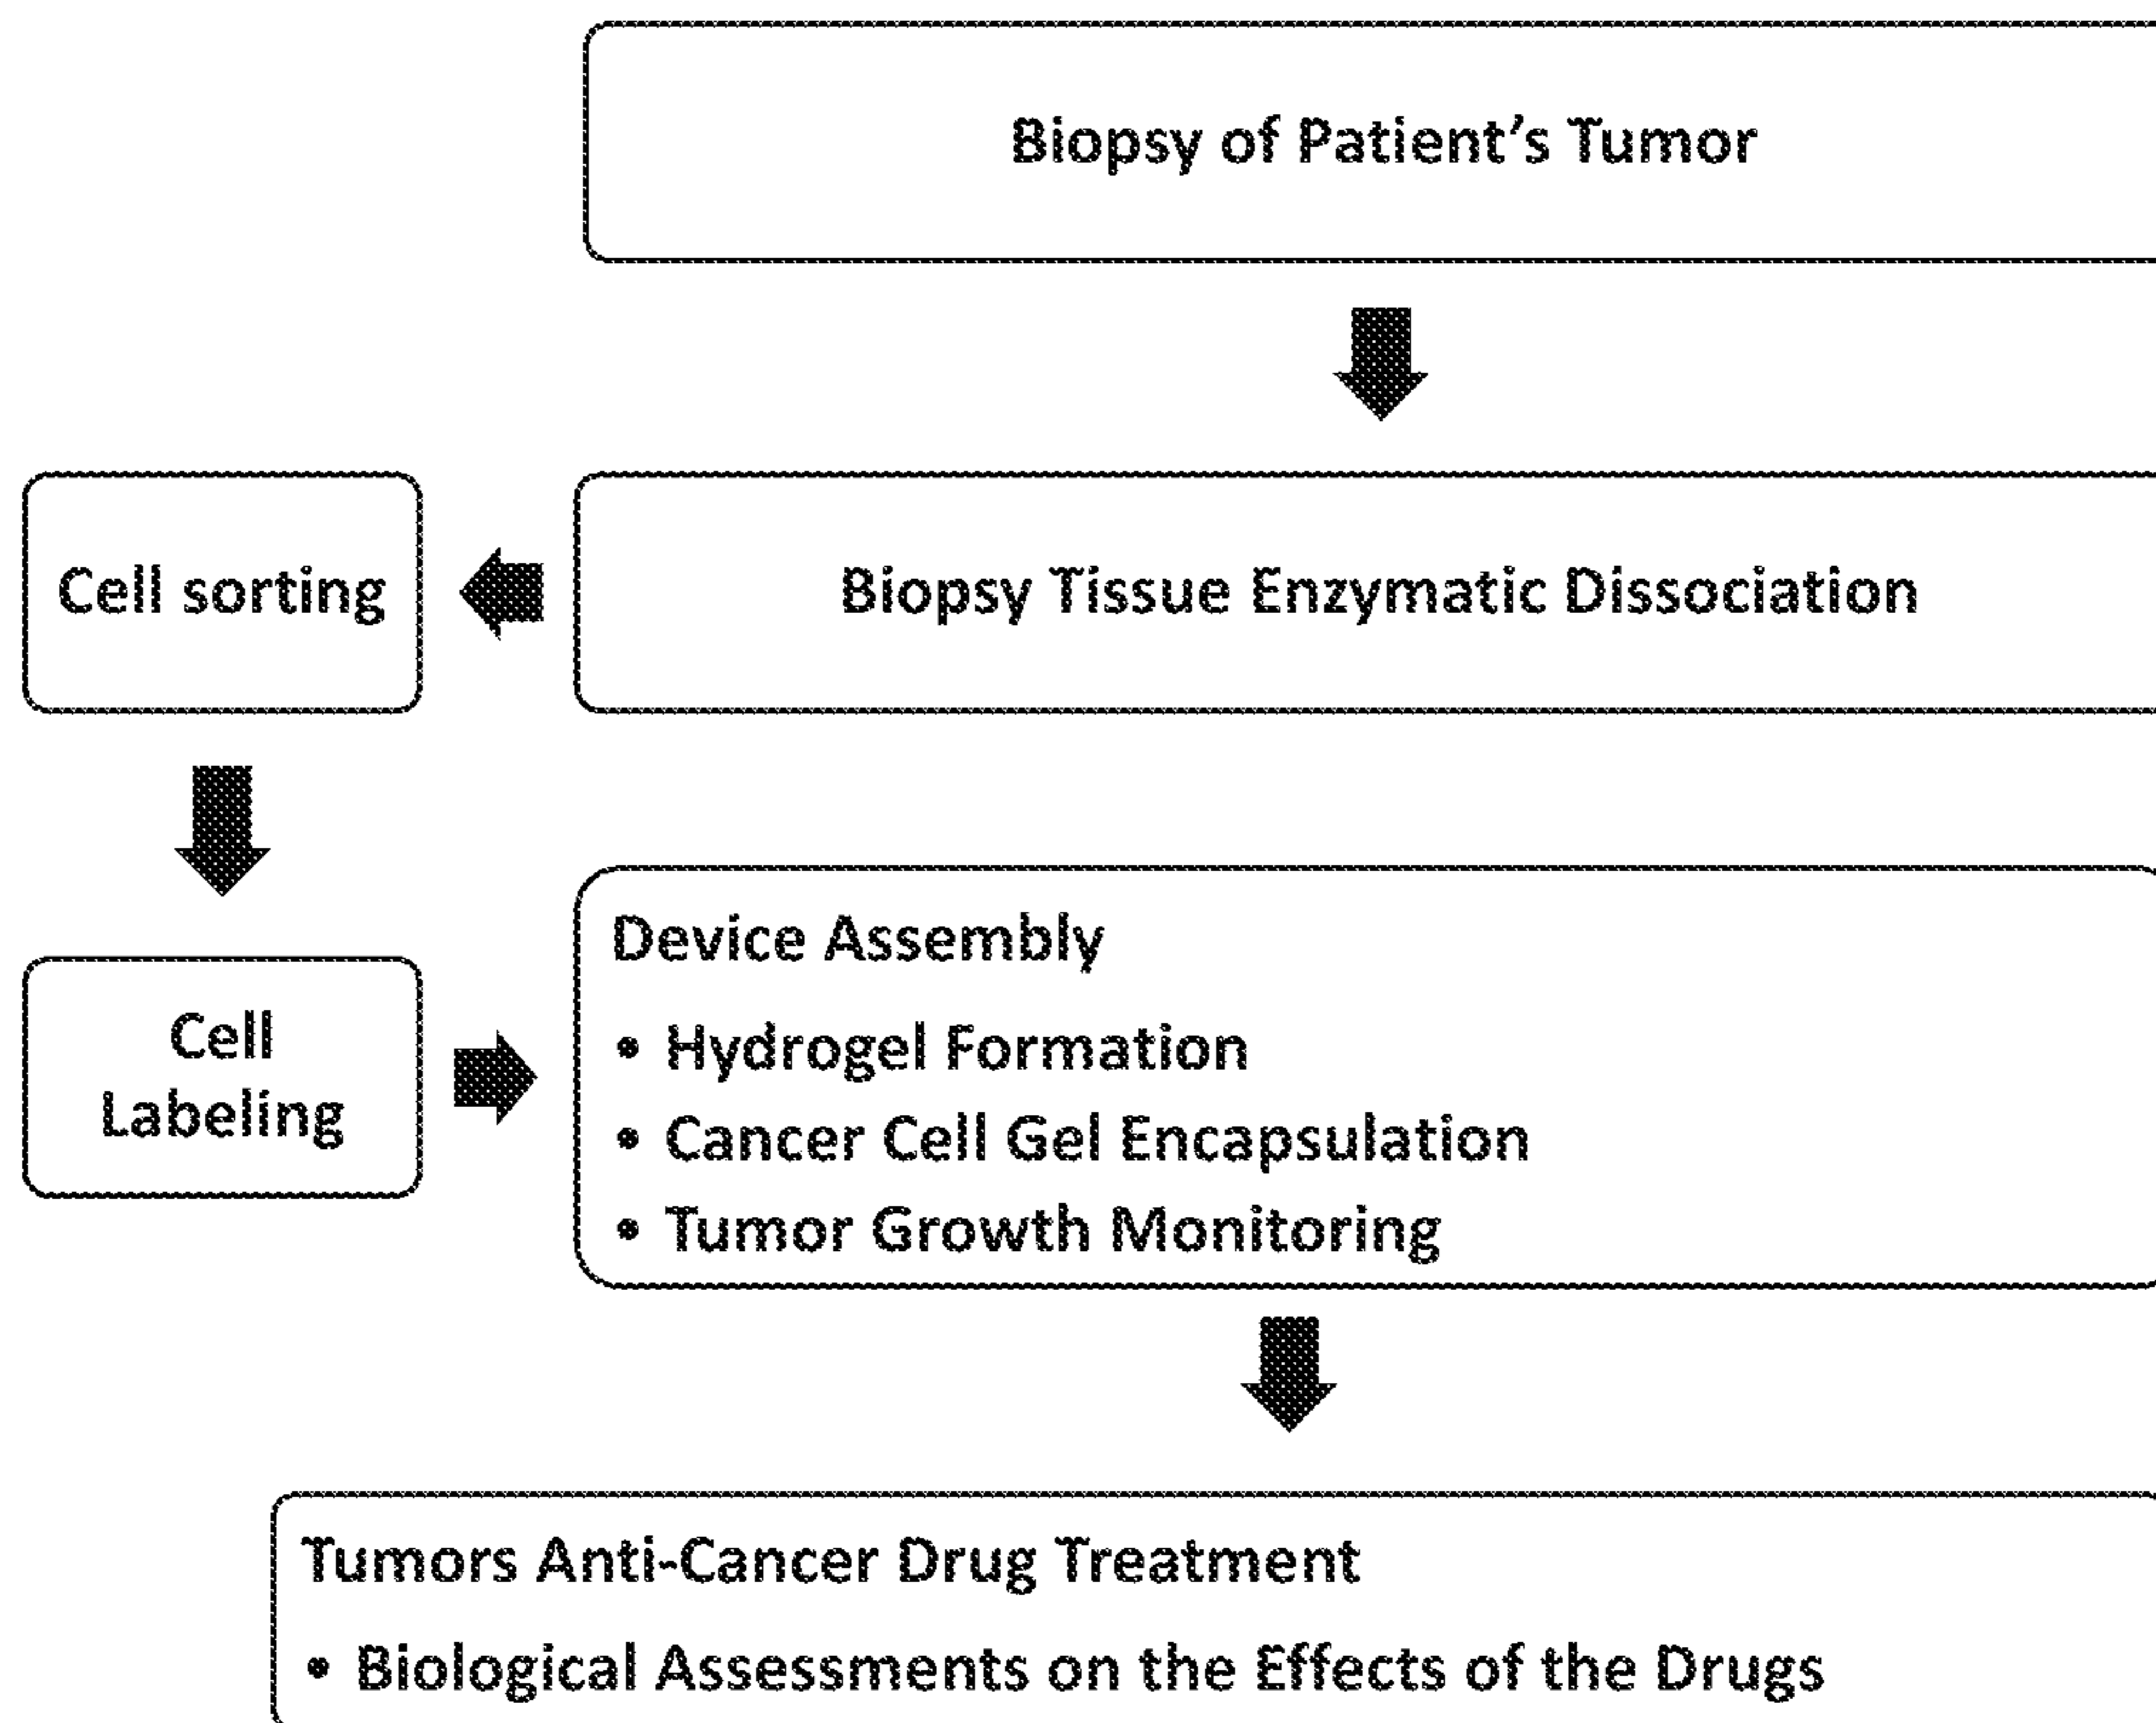 Biopsy of Patient’s Tumor
Cell sorting
Biopsy Tissue Enzymatic Dissociation
Cell
Labeling
Device Assembly
• Hydrogel Formation
• Cancer Cell Gel Encapsulation
• Tumor Growth Monitoring
Tumors Anti-Cancer Drug Treatment
• Biological Assessments on the Effects of the Drugs